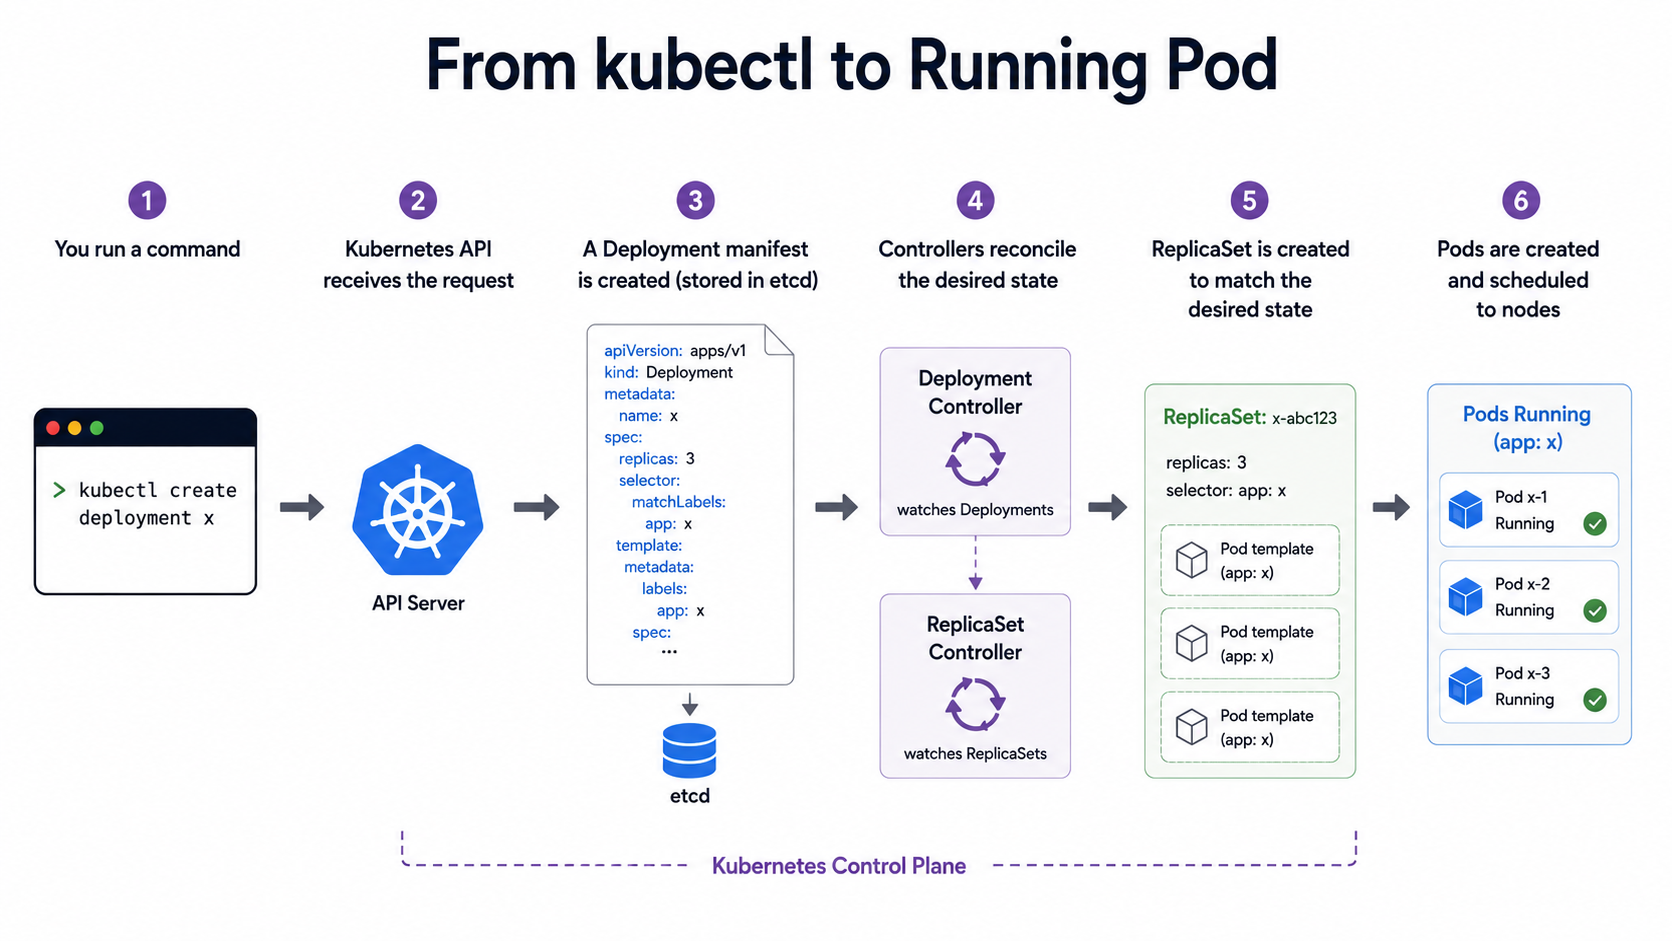 From kubectl to Running Pod
1
You run a command
> kubectl create
deployment x
2
Kubernetes API
receives the request
API Server
3
A Deployment manifest
is created (stored in etcd)
apiVersion: apps/v1
kind: Deployment
metadata:
name: x
spec:
replicas: 3
selector:
matchLabels:
app: x
template:
metadata:
labels:
app: x
spec:
...
etcd
4
Controllers reconcile
the desired state
Deployment
Controller
watches Deployments
ReplicaSet
Controller
watches ReplicaSets
5
ReplicaSet is created
to match the
desired state
ReplicaSet: x-abc123
replicas: 3
selector: app: x
Pod template
(app: x)
Pod template
(app: x)
Pod template
(app: x)
6
Pods are created
and scheduled
to nodes
Pods Running
(app: x)
Pod x-1
Running
Pod x-2
Running
Pod x-3
Running
Kubernetes Control Plane